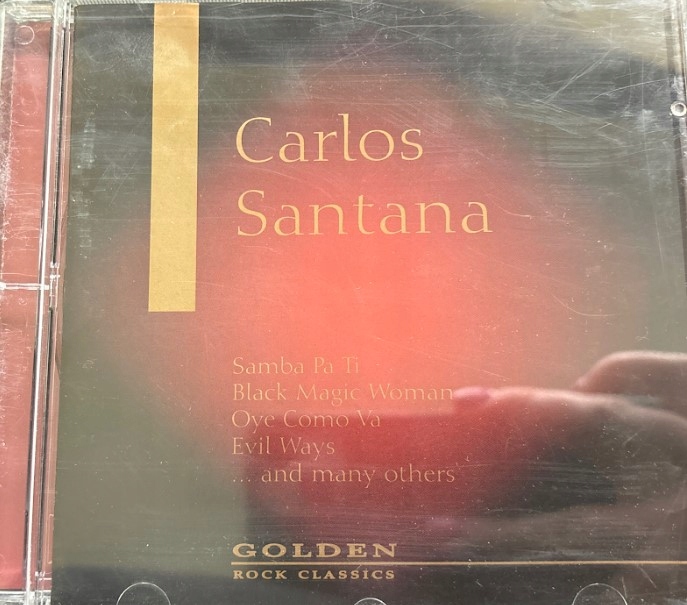 Carlos
Santana
Samba Pa Ti
Black Magic Woman
Oye Como Va
Evil Ways
... and many others
GOLDEN
ROCK CLASSICS